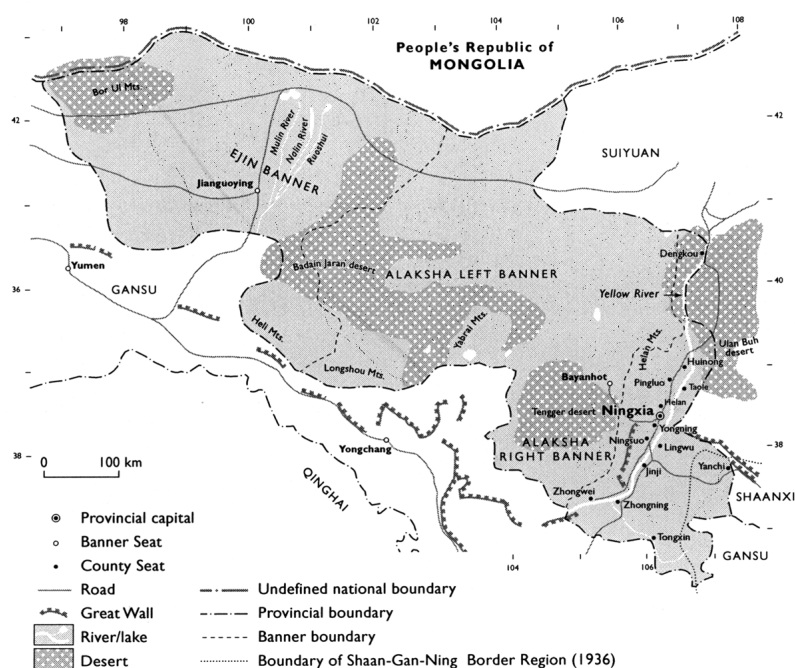 98
100
102
104
106
108
People's Republic of
MONGOLIA
Bor Ul Mts.
42
42
Mulin River
Nalin River
Ruoshui
EJIN BANNER
Jianguoying
SUIYUAN
Dengkou
Badain Jaran desert
ALAKSHA LEFT BANNER
Yumen
GANSU
36
40
Yellow River
Heli Mts.
Longshou Mts.
Yabrai Mts.
Helan Mts.
Ulan Buh
desert
Huinong
Bayanhot
Pingluo
Taole
Helan
Ningxia
Tengger desert
Yongning
ALAKSHA
RIGHT BANNER
Ningsuo
Lingwu
38
38
0
100 km
Yongchang
Jinji
Yanchi
QINGHAI
SHAANXI
Zhongwei
Zhongning
Tongxin
GANSU
104
106
Provincial capital
Banner Seat
County Seat
Road
Great Wall
River/lake
Desert
Undefined national boundary
Provincial boundary
Banner boundary
Boundary of Shaan-Gan-Ning Border Region (1936)